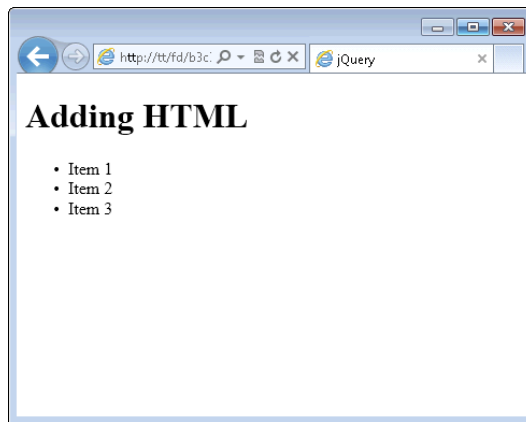 http://tt/fd/b3c
jQuery
Adding HTML
• Item 1
• Item 2
• Item 3